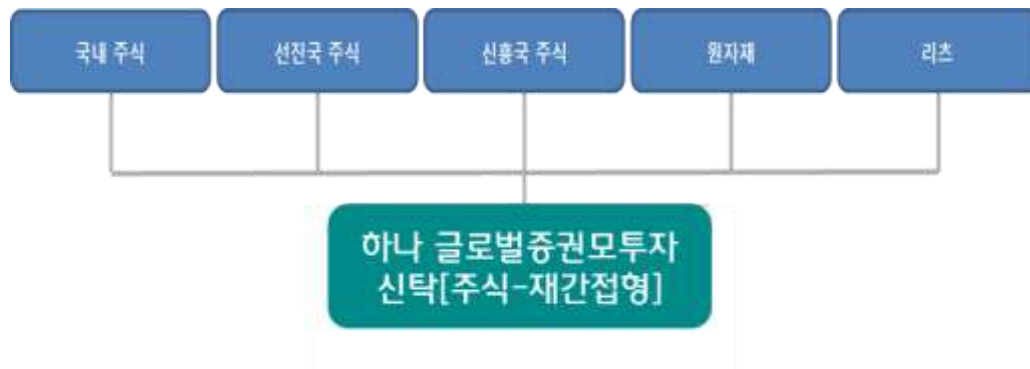 국내 주식
선진국 주식
신흥국 주식
원자재
리츠
하나 글로벌증권모투자
신탁[주식-재간접형]